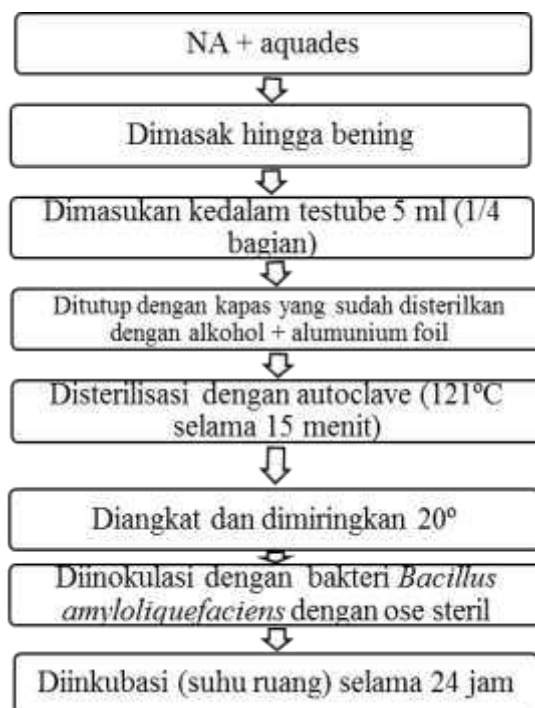 NA + aquades
Dimasak hingga bening
Dimasukan kedalam testube 5 ml (1/4
bagian)
Ditutup dengan kapas yang sudah disterilkan
dengan alkohol + alumunium foil
Disterilisasi dengan autoclave (121°C
selama 15 menit)
Diangkat dan dimiringkan 20°
Diinokulasi dengan bakteri Bacillus
amyloliquefaciens dengan ose steril
Diinkubasi (suhu ruang) selama 24 jam